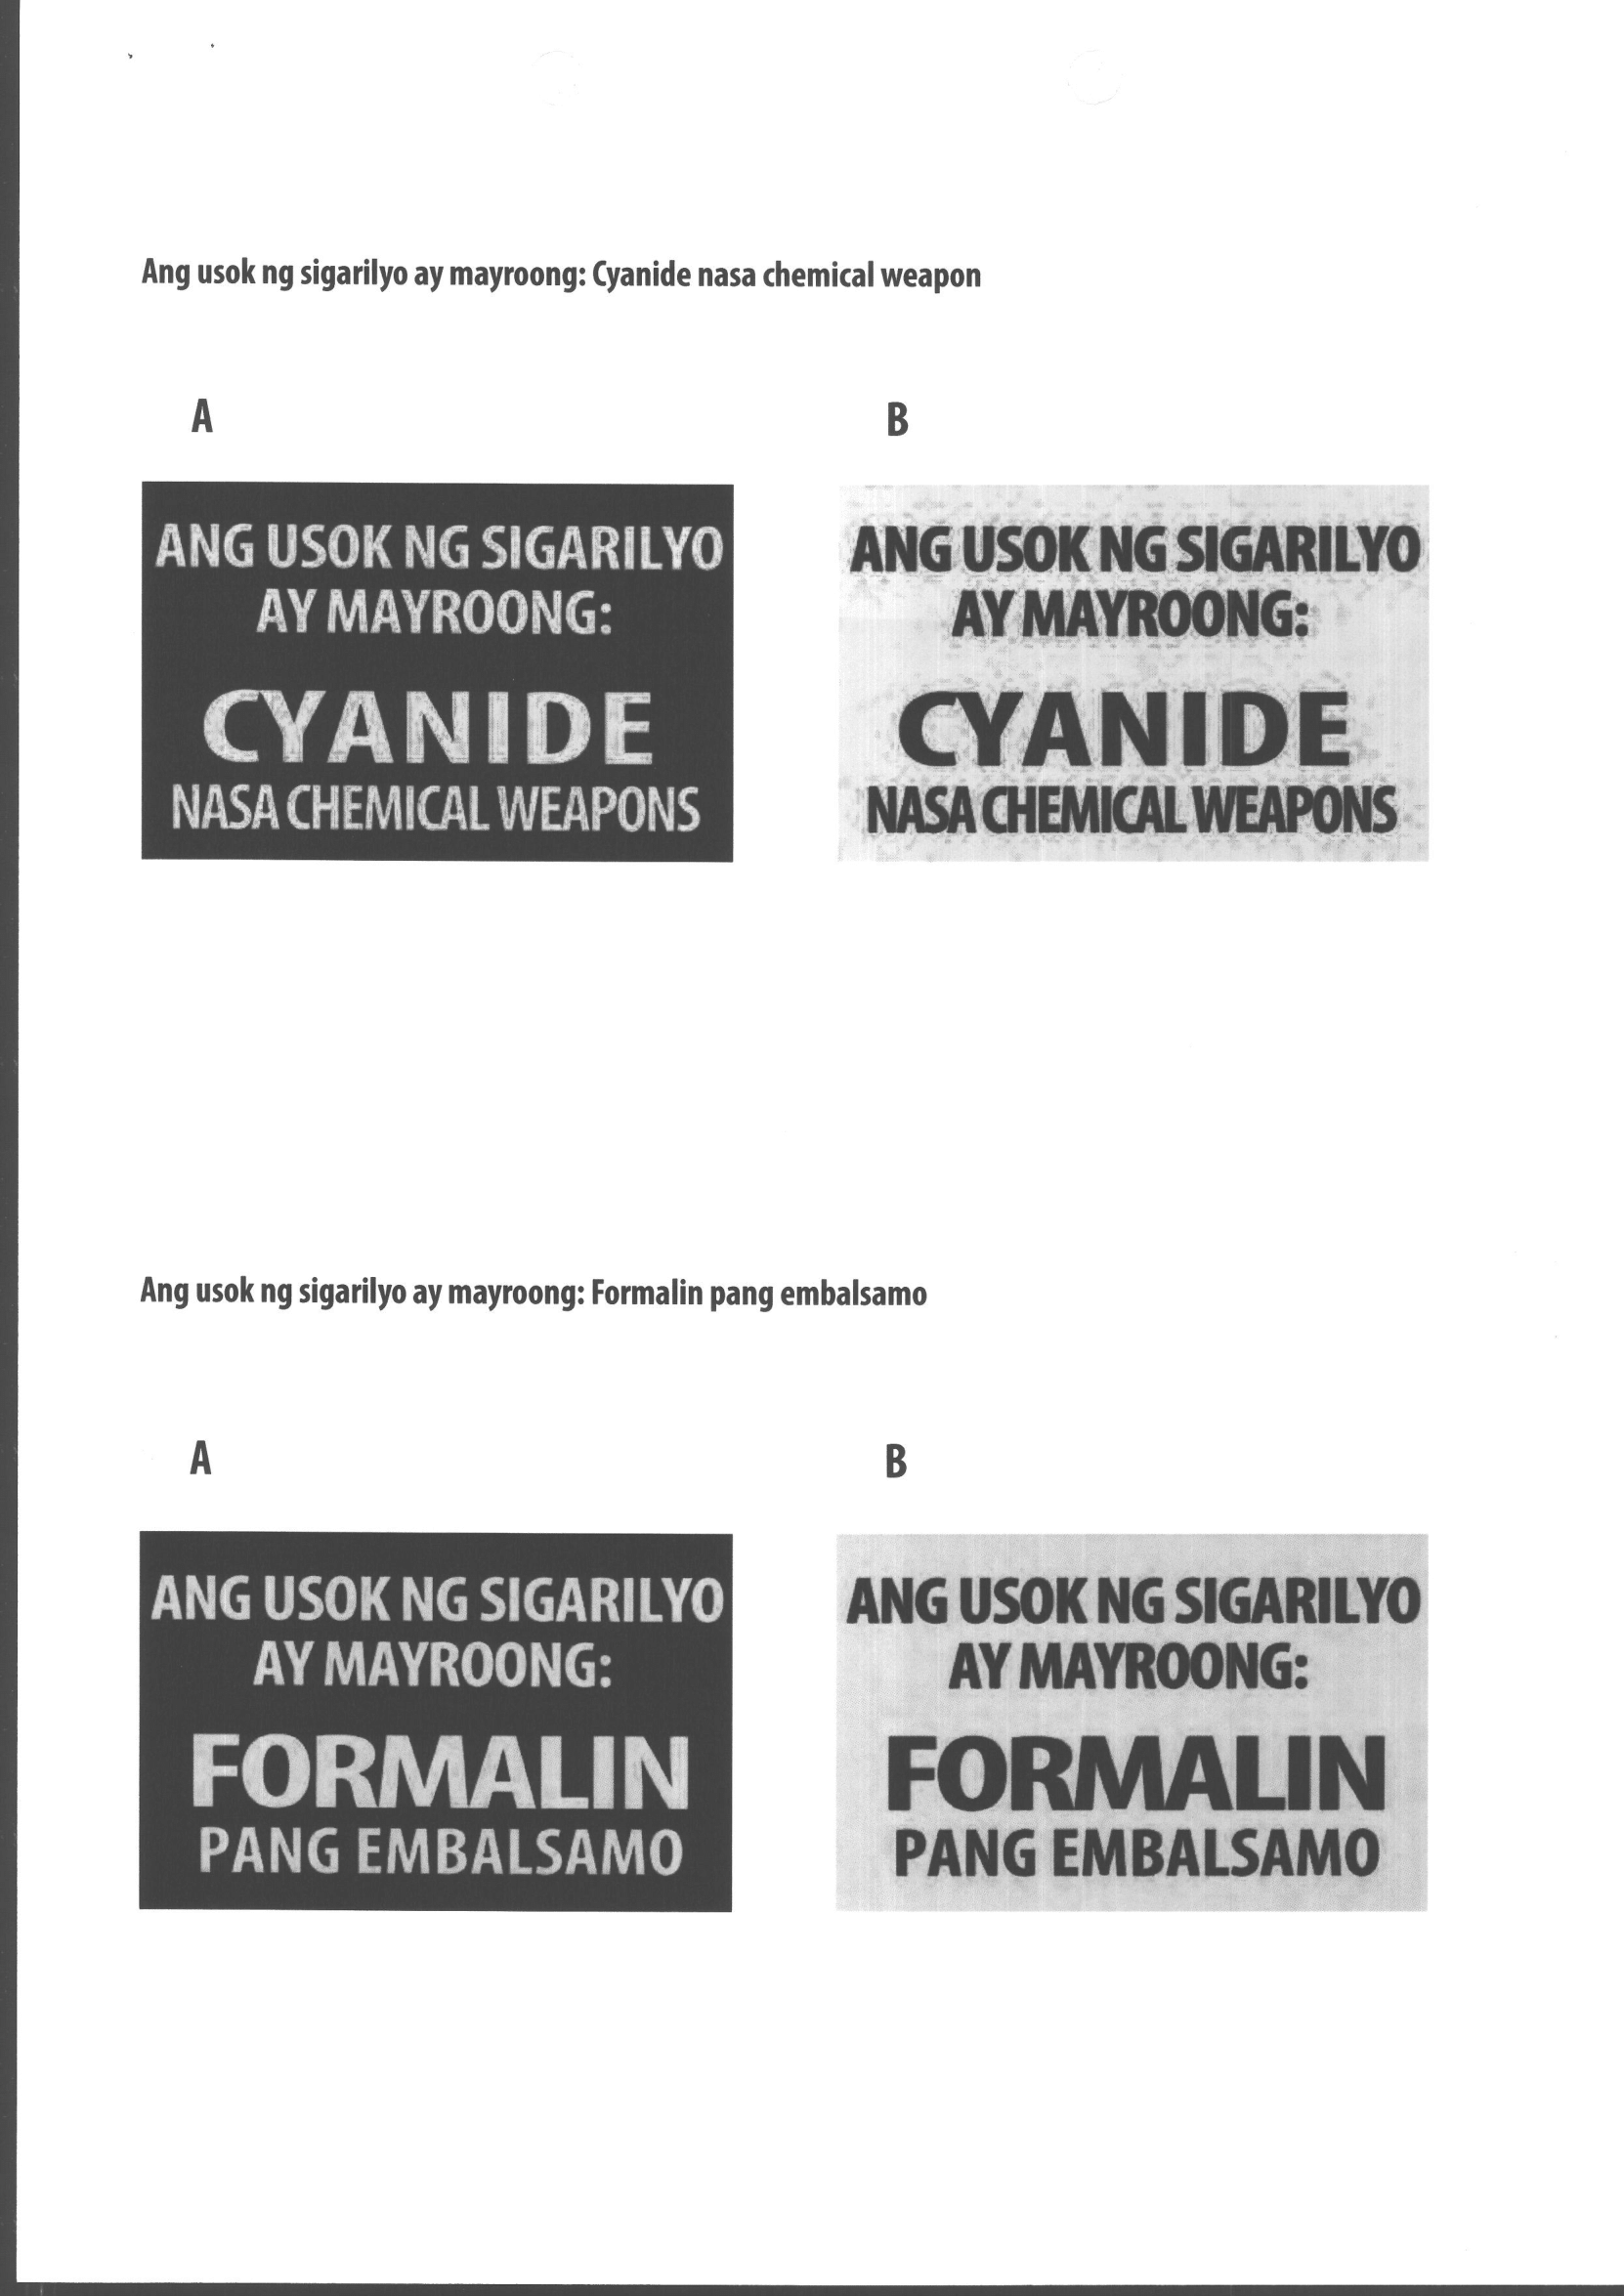 Ang usok ng sigarilyo ay mayroong: Cyanide nasa chemical weapon
A
B
ANG USOK NG SIGARILYO
AY MAYROONG:
CYANIDE
NASA CHEMICAL WEAPONS
ANG USOK NG SIGARILYO
AY MAYROONG:
CYANIDE
NASA CHEMICAL WEAPONS
Ang usok ng sigarilyo ay mayroong: Formalin pang embalsamo
A
B
ANG USOK NG SIGARILYO
AY MAYROONG:
FORMALIN
PANG EMBALSAMO
ANG USOK NG SIGARILYO
AY MAYROONG:
FORMALIN
PANG EMBALSAMO